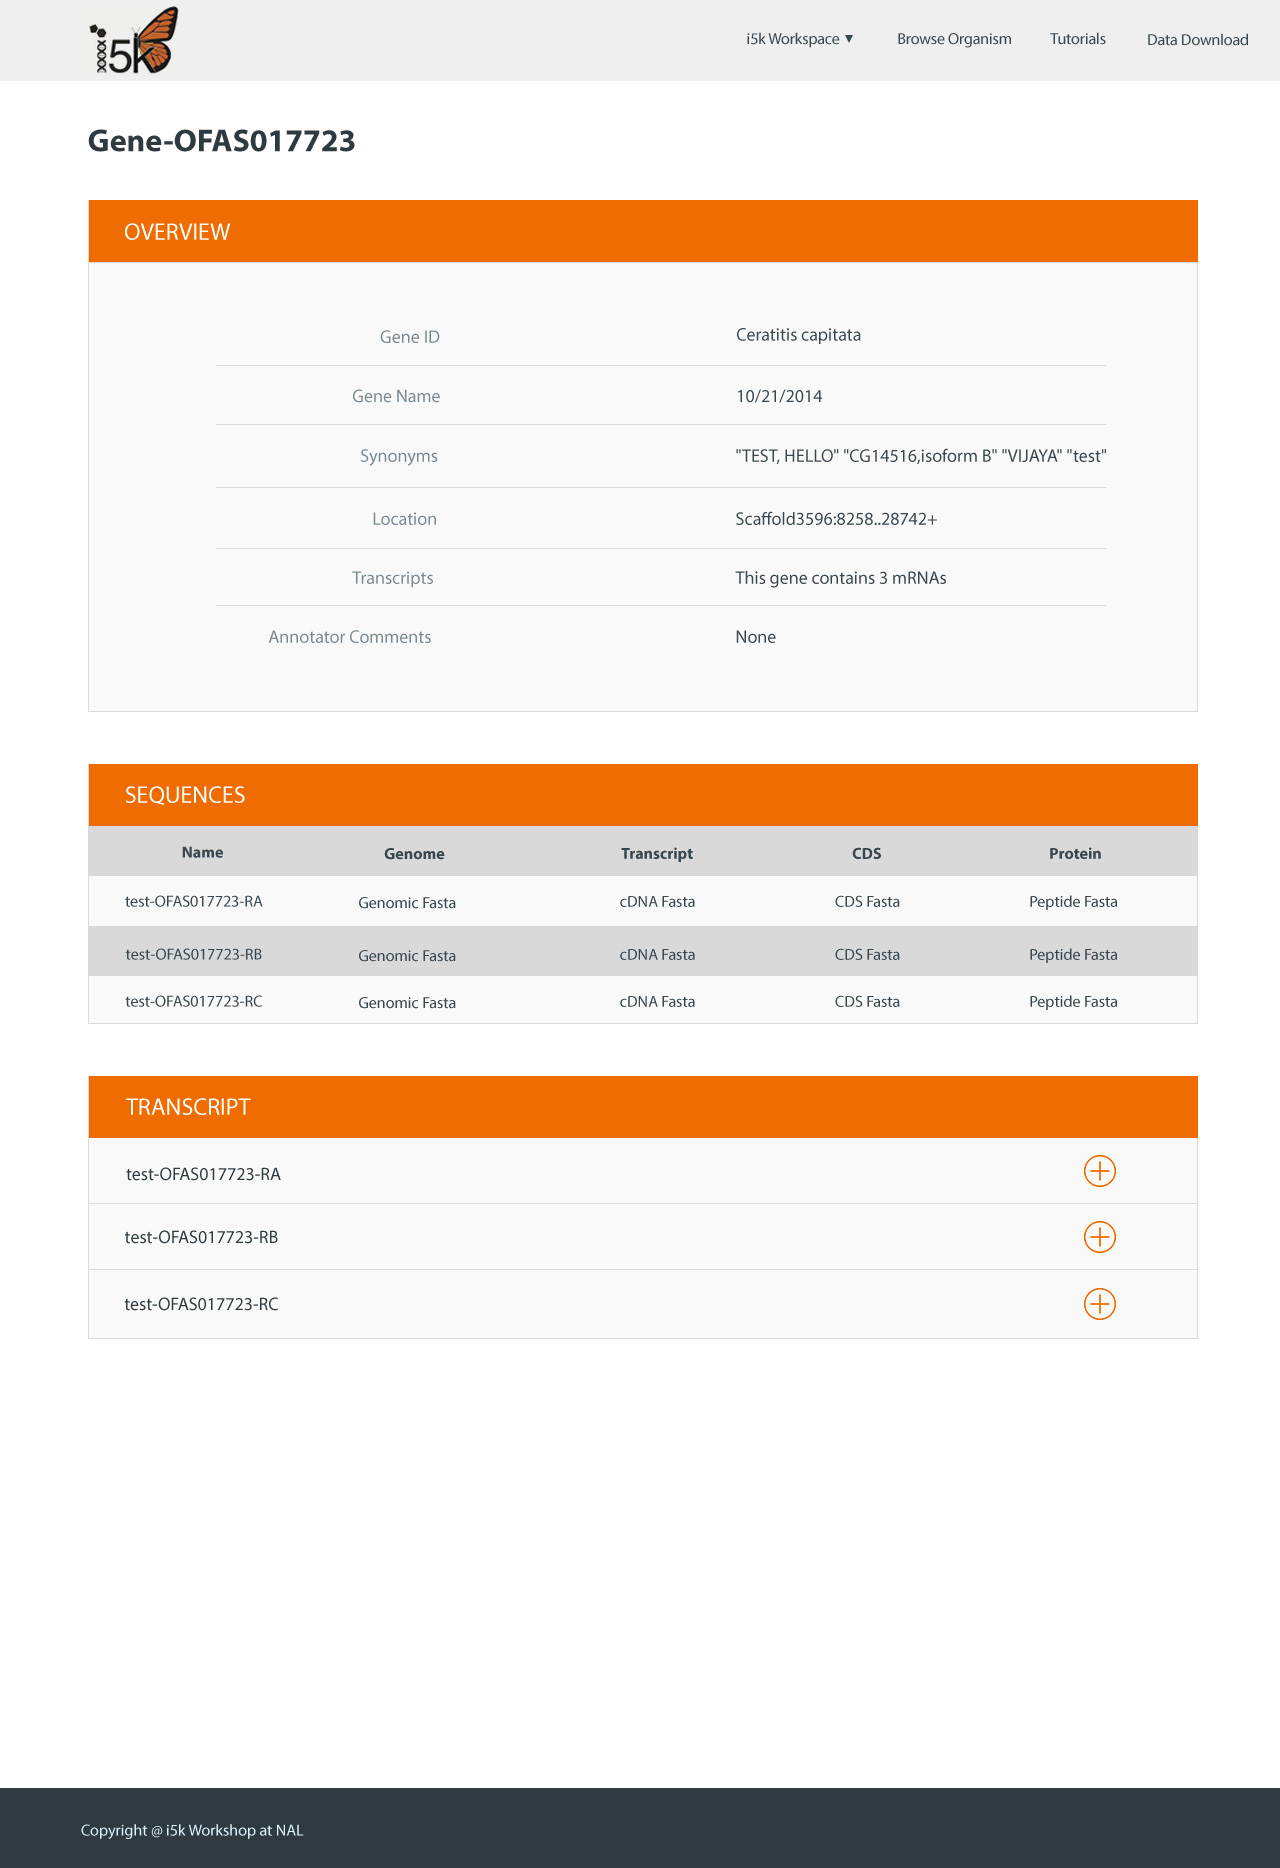 i5k
i5k Workspace ▼ Browse Organism Tutorials Data Download
Gene-OFAS017723
OVERVIEW
Gene ID Ceratitis capitata
Gene Name 10/21/2014
Synonyms "TEST, HELLO" "CG14516,isoform B" "VIJAYA" "test"
Location Scaffold3596:8258..28742+
Transcripts This gene contains 3 mRNAs
Annotator Comments None
SEQUENCES
Name Genome Transcript CDS Protein
test-OFAS017723-RA Genomic Fasta cDNA Fasta CDS Fasta Peptide Fasta
test-OFAS017723-RB Genomic Fasta cDNA Fasta CDS Fasta Peptide Fasta
test-OFAS017723-RC Genomic Fasta cDNA Fasta CDS Fasta Peptide Fasta
TRANSCRIPT
test-OFAS017723-RA
test-OFAS017723-RB
test-OFAS017723-RC
Copyright @ i5k Workshop at NAL